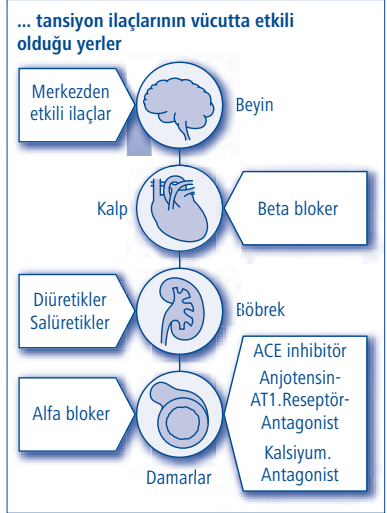 ... tansiyon ilaçlarının vücutta etkili
olduğu yerler
Merkezden
etkili ilaçlar
Beyin
Kalp
Beta bloker
Diüretikler
Salüretikler
Böbrek
ACE inhibitör
Anjotensin-
AT1.Reseptör-
Antagonist
Kalsiyum.
Antagonist
Alfa bloker
Damarlar